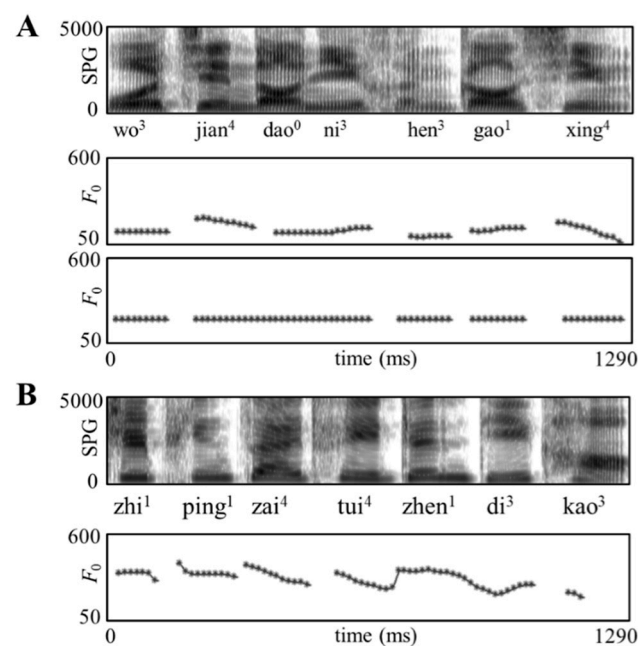 A
5000
SPG
0
wo³ jian⁴ dao⁰ ni³ hen³ gao¹ xing⁴
600
F₀
50
600
F₀
50
0 time (ms) 1290
B
5000
SPG
0
zhi¹ ping¹ zai⁴ tui⁴ zhen¹ di³ kao³
600
F₀
50
0 time (ms) 1290